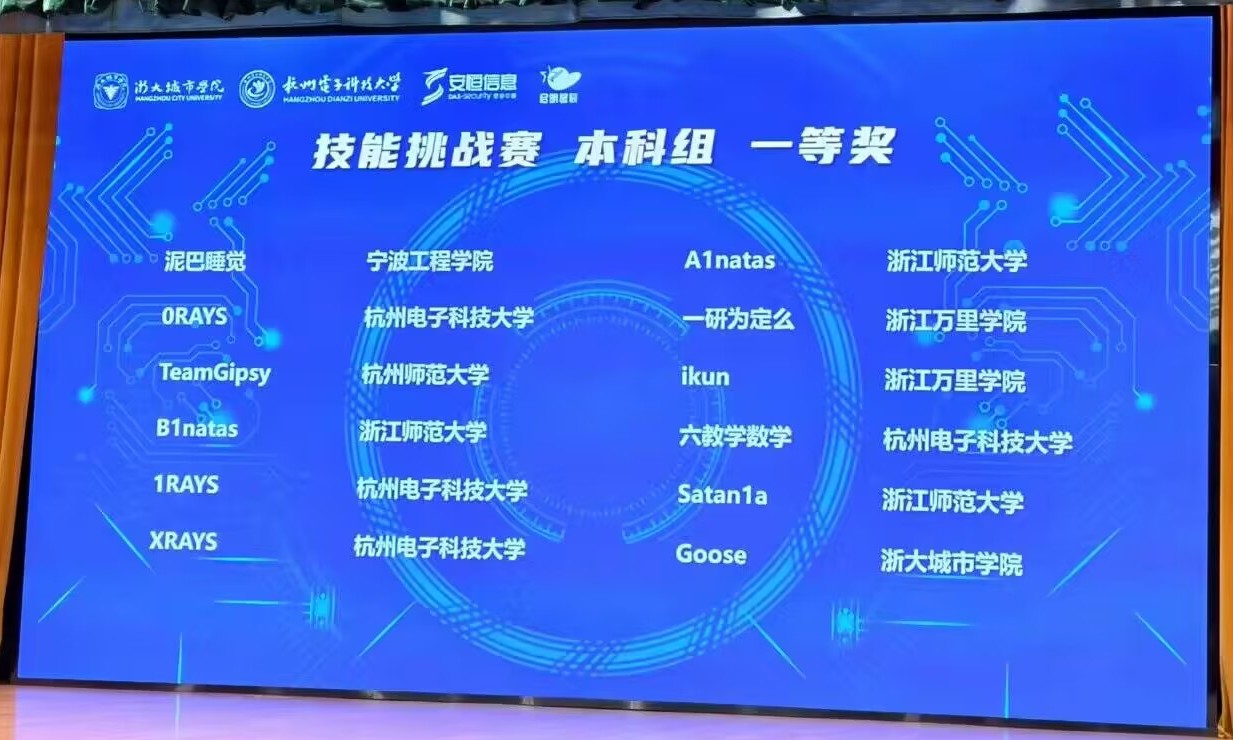 浙大城市学院 杭州电子科技大学 安恒信息 启明星辰
HANGZHOU CITY UNIVERSITY HANGZHOU DIANZI UNIVERSITY DAS-Security
技能挑战赛 本科组 一等奖
泥巴睡觉 宁波工程学院 A1natas 浙江师范大学
0RAYS 杭州电子科技大学 一研为定么 浙江万里学院
TeamGipsy 杭州师范大学 ikun 浙江万里学院
B1natas 浙江师范大学 六教学数学 杭州电子科技大学
1RAYS 杭州电子科技大学 Satan1a 浙江师范大学
XRAYS 杭州电子科技大学 Goose 浙大城市学院